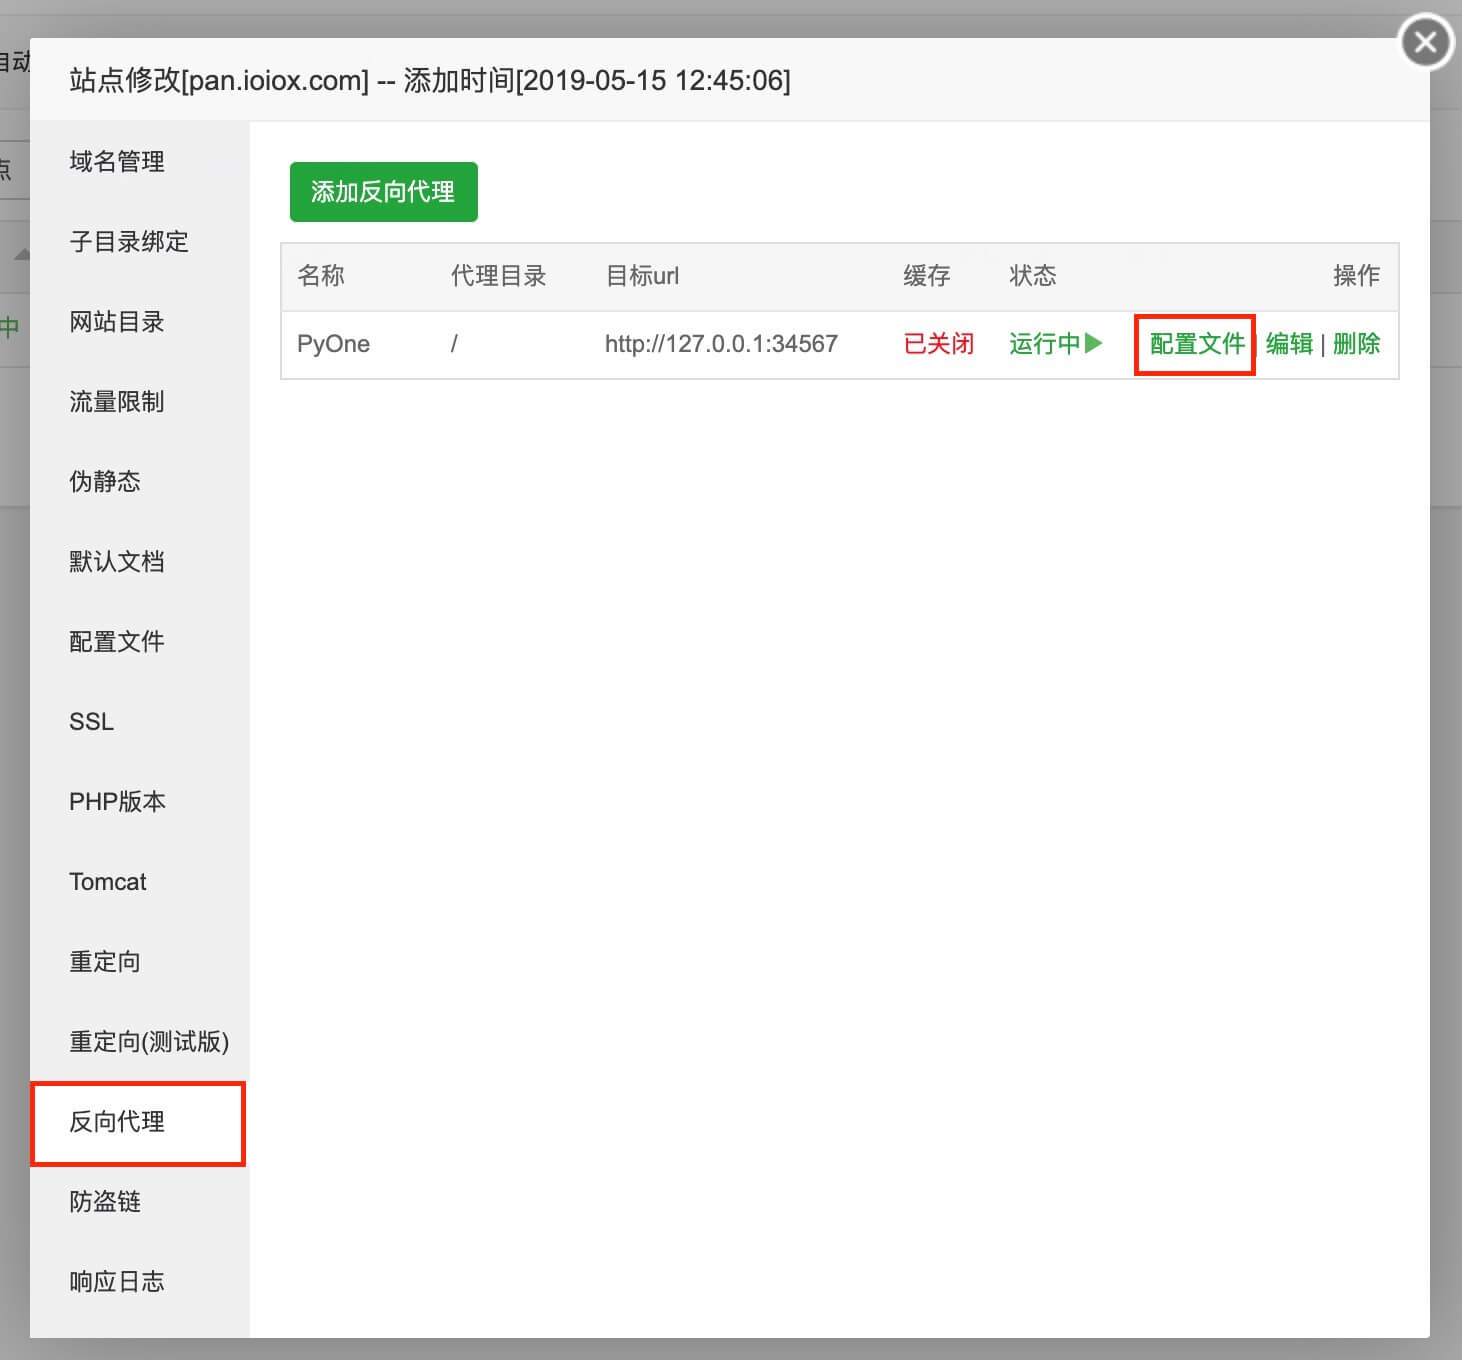 自动
站点修改[pan.ioiox.com] -- 添加时间[2019-05-15 12:45:06]
点
中
域名管理
子目录绑定
网站目录
流量限制
伪静态
默认文档
配置文件
SSL
PHP版本
Tomcat
重定向
重定向(测试版)
反向代理
防盗链
响应日志
添加反向代理
名称 代理目录 目标url 缓存 状态 操作
PyOne / http://127.0.0.1:34567 已关闭 运行中 配置文件 | 编辑 | 删除